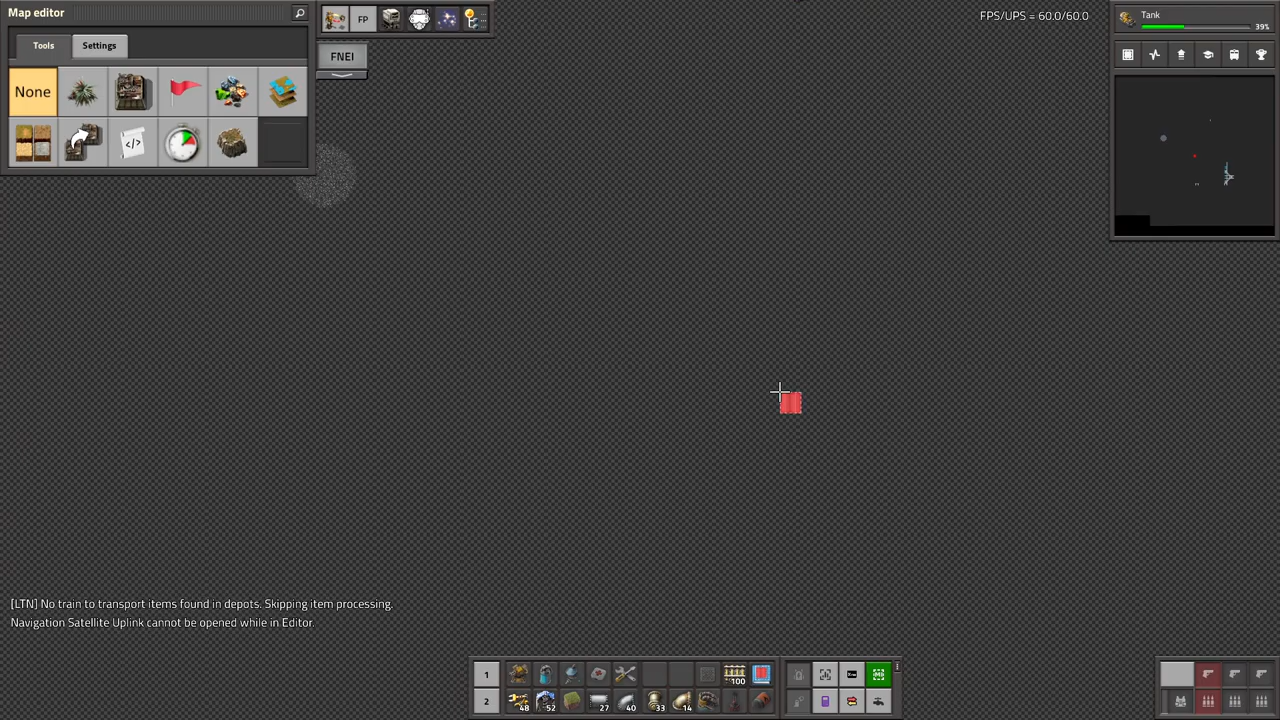 Map editor
FP
FPS/UPS = 60.0/60.0
Tank
39%
Tools
Settings
FNEI
None
</>
[LTN] No train to transport items found in depots. Skipping item processing.
Navigation Satellite Uplink cannot be opened while in Editor.
1
100
2
48
52
27
40
33
14